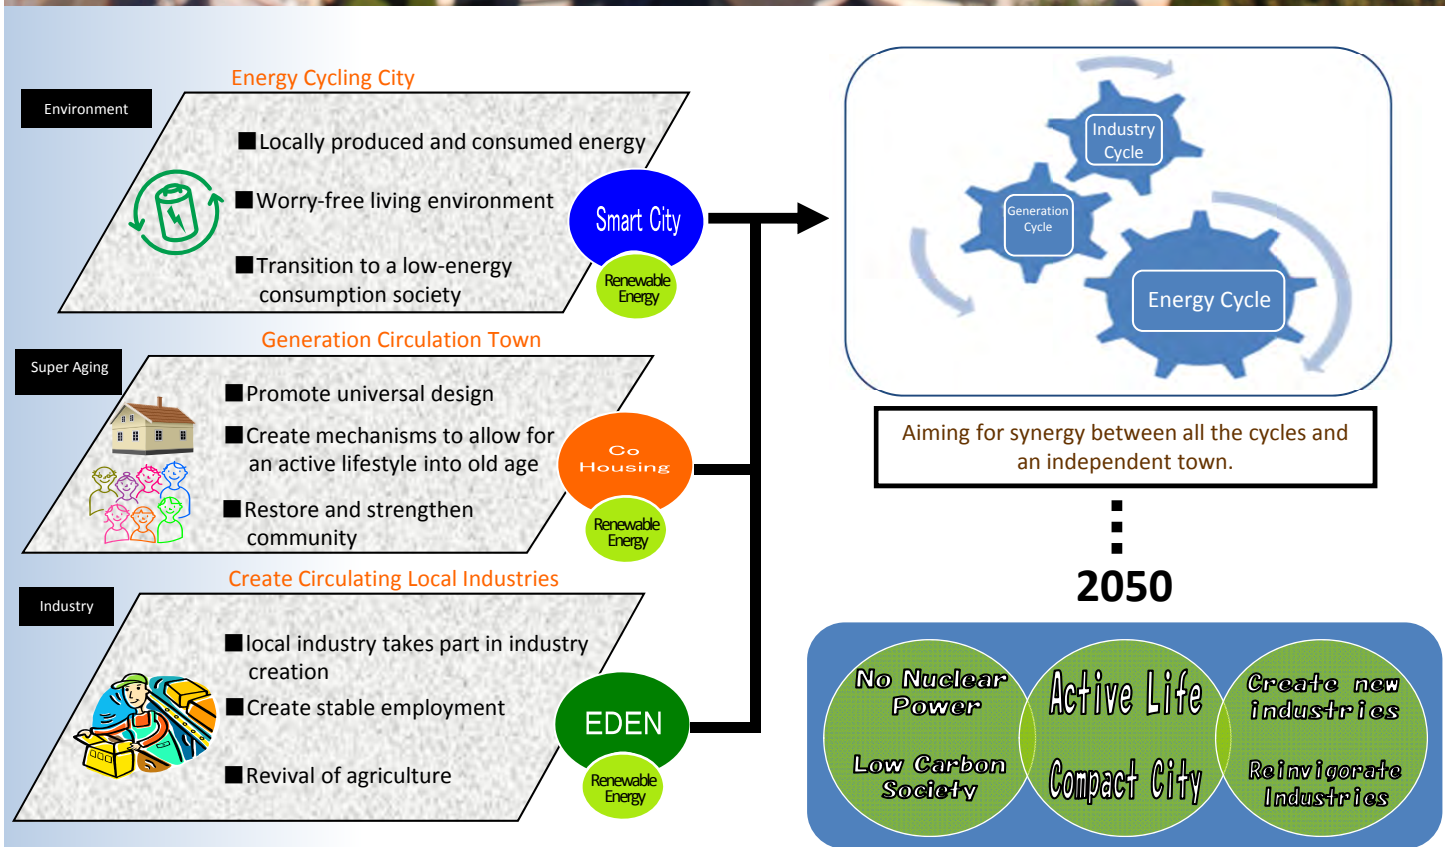 Energy Cycling City
Environment
■Locally produced and consumed energy
■Worry-free living environment
■Transition to a low-energy
consumption society
Smart City
Renewable
Energy
Generation Circulation Town
Super Aging
■Promote universal design
■Create mechanisms to allow for
an active lifestyle into old age
■Restore and strengthen
community
Co
Housing
Renewable
Energy
Create Circulating Local Industries
Industry
■local industry takes part in industry
creation
■Create stable employment
■Revival of agriculture
EDEN
Renewable
Energy
Industry
Cycle
Generation
Cycle
Energy Cycle
Aiming for synergy between all the cycles and
an independent town.
2050
No Nuclear
Power
Low Carbon
Society
Active Life
Compact City
Create new
industries
Reinvigorate
Industries